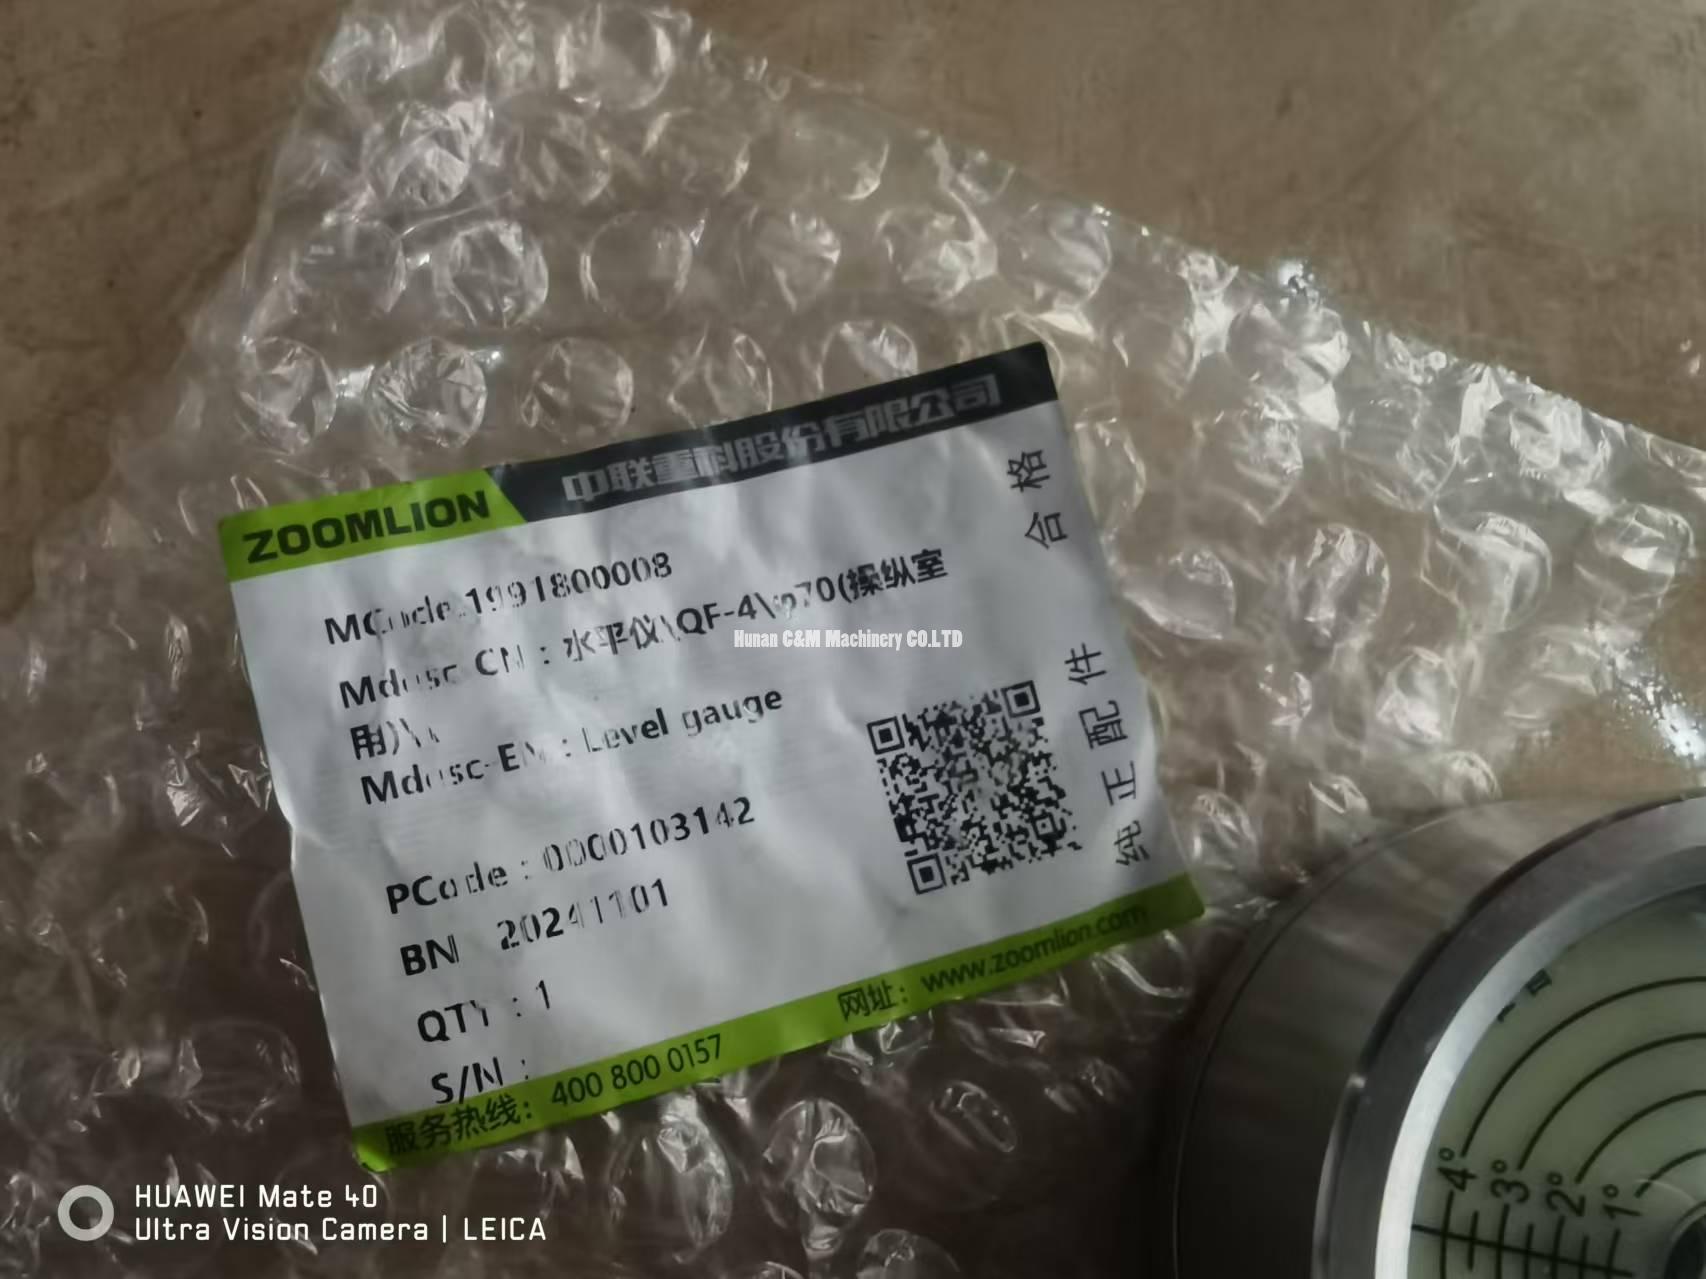 ZOOMLION 中联重科股份有限公司
MCode:1991800008
Mdesc-CN：水平仪\QF-4\φ70(操纵室
用)\
Mdesc-EN：Level gauge
PCode：0000103142
BN 20241101
QTY：1
S/N：
服务热线：400 800 0157
网址：www.zoomlion.com
合格
纯正配件
Hunan C&M Machinery CO.LTD
4° 3° 2° 1°
HUAWEI Mate 40
Ultra Vision Camera | LEICA